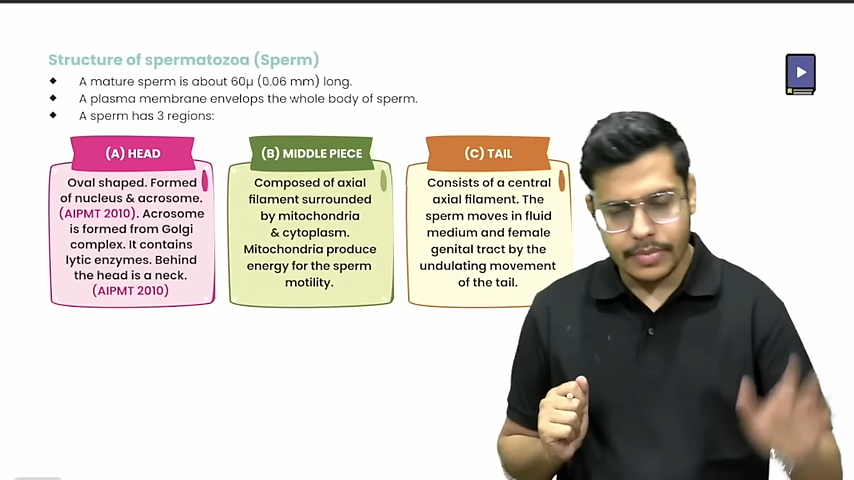 Structure of spermatozoa (Sperm)
A mature sperm is about 60µ (0.06 mm) long.
A plasma membrane envelops the whole body of sperm.
A sperm has 3 regions:
(A) HEAD
Oval shaped. Formed
of nucleus & acrosome.
(AIPMT 2010). Acrosome
is formed from Golgi
complex. It contains
lytic enzymes. Behind
the head is a neck.
(AIPMT 2010)
(B) MIDDLE PIECE
Composed of axial
filament surrounded
by mitochondria
& cytoplasm.
Mitochondria produce
energy for the sperm
motility.
(C) TAIL
Consists of a central
axial filament. The
sperm moves in fluid
medium and female
genital tract by the
undulating movement
of the tail.